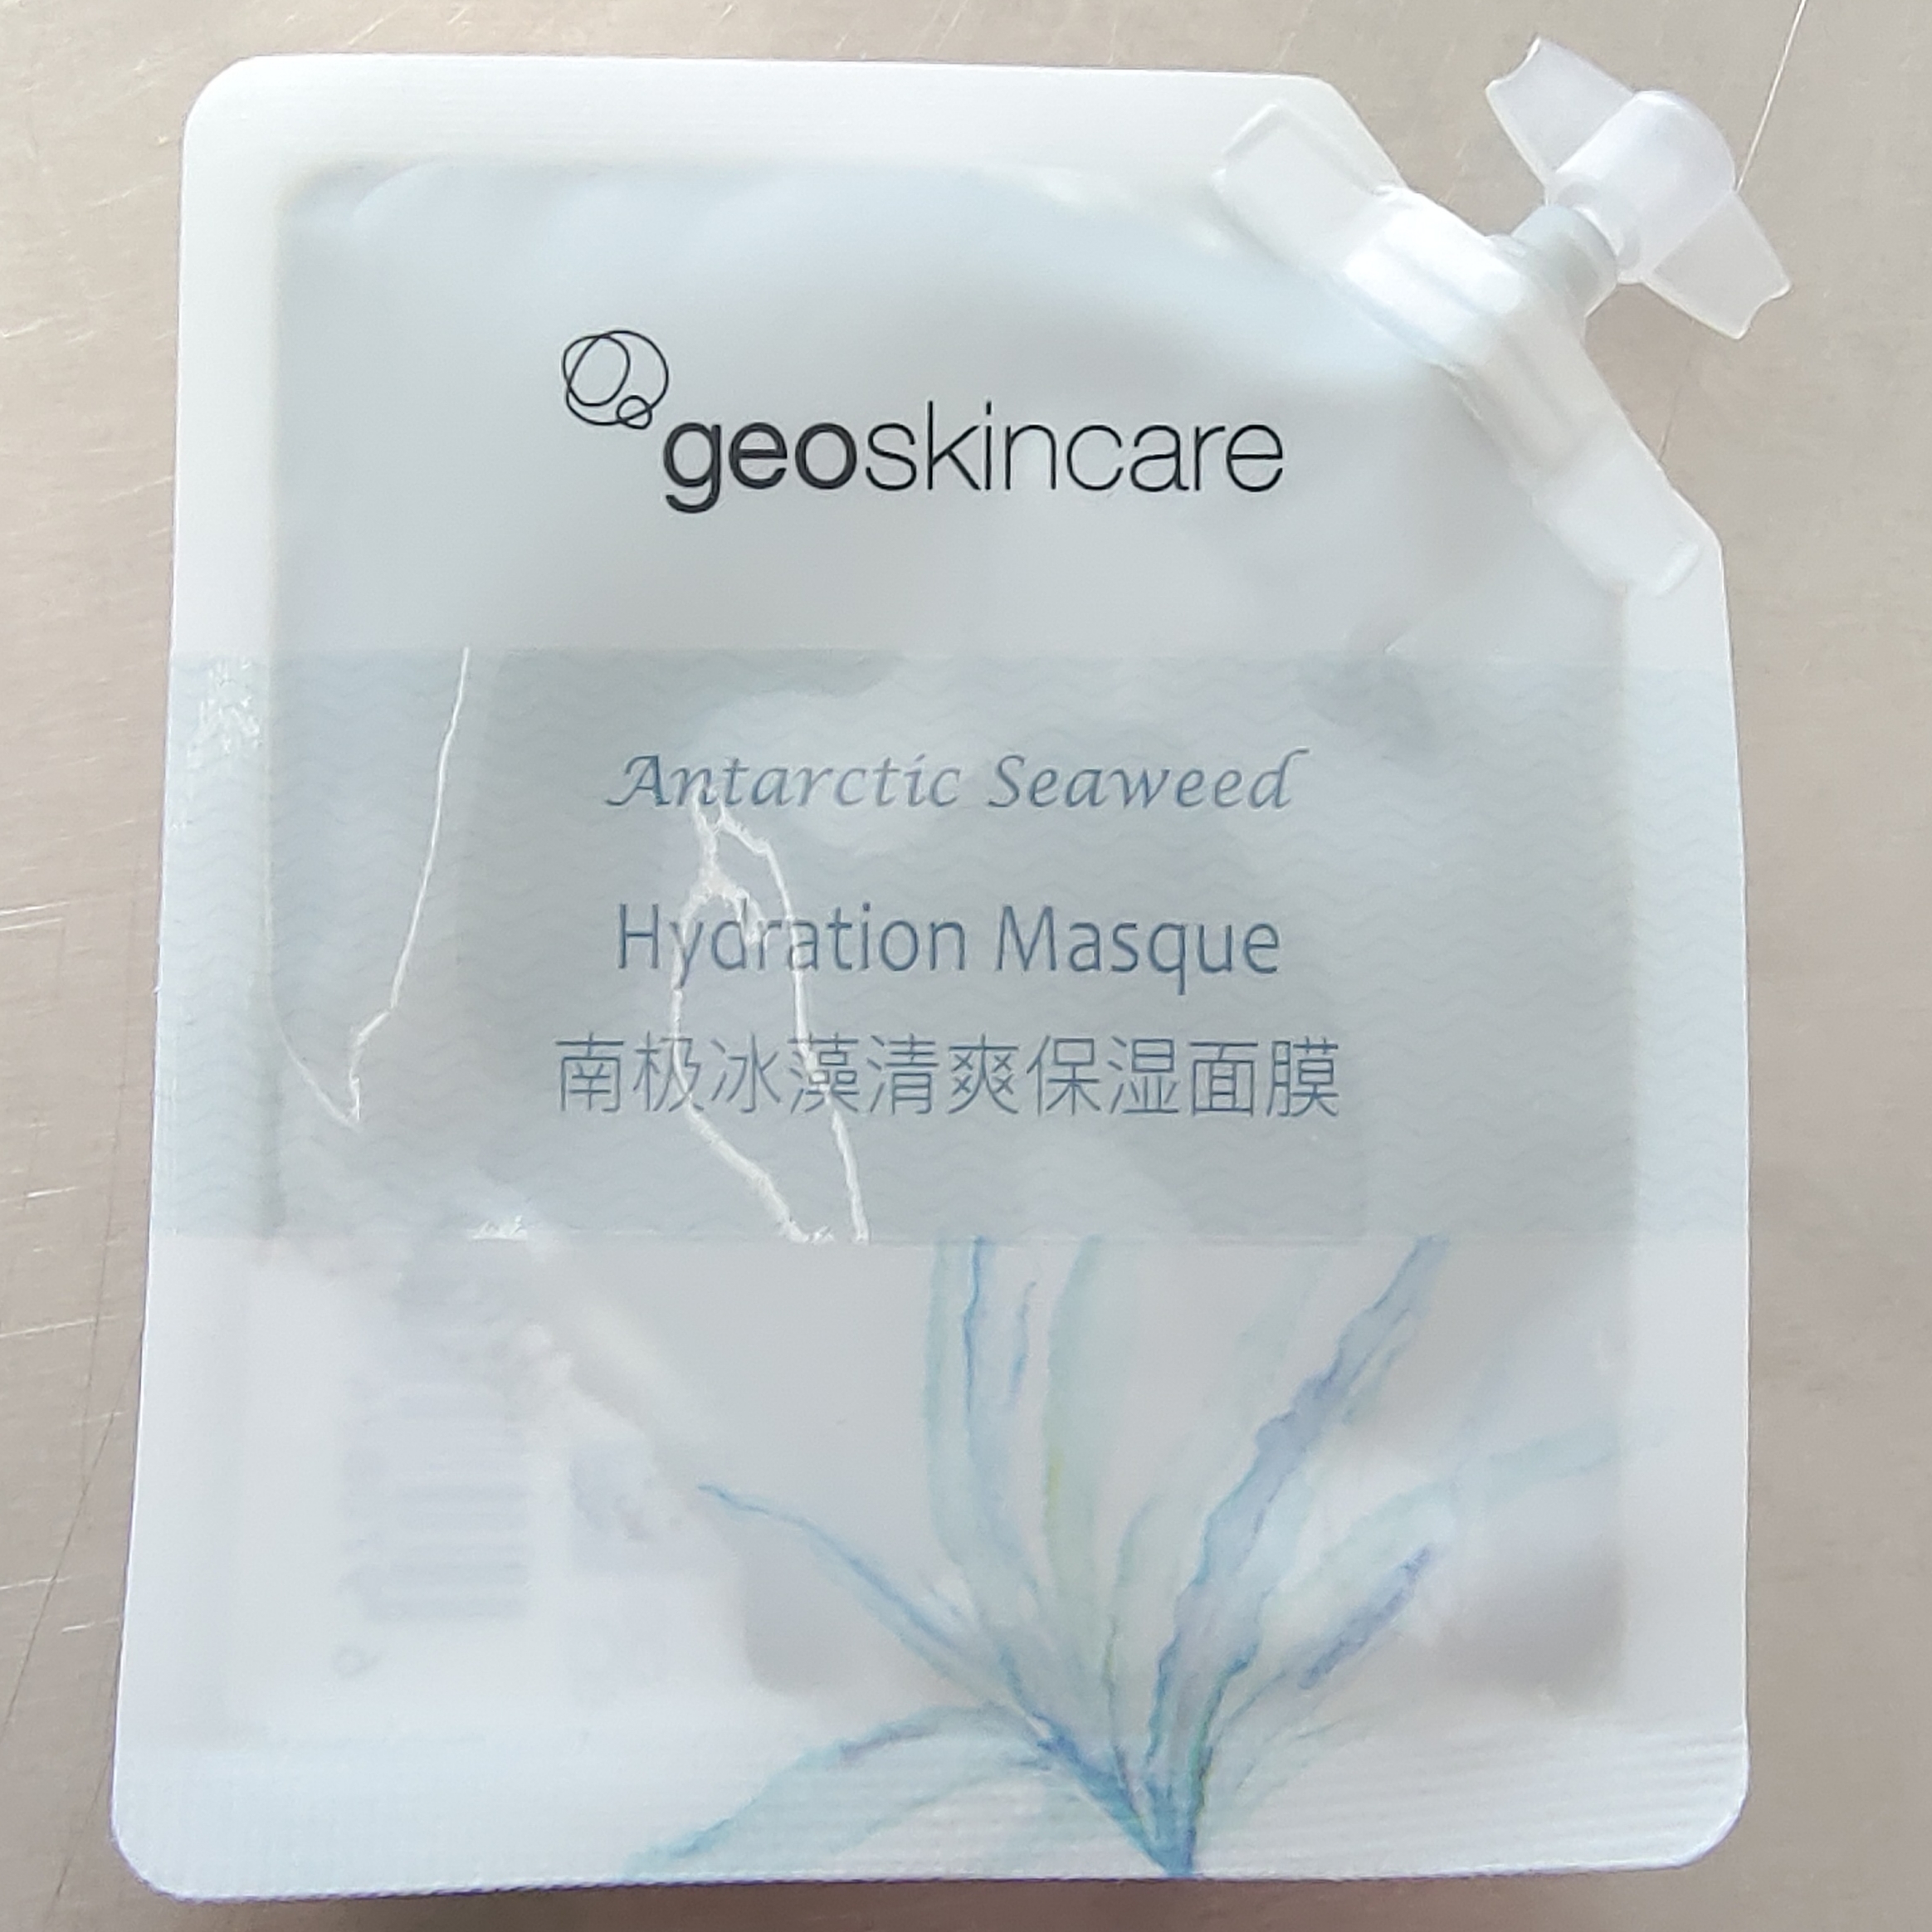 geoskincare
Antarctic Seaweed
Hydration Masque
南极冰藻清爽保湿面膜